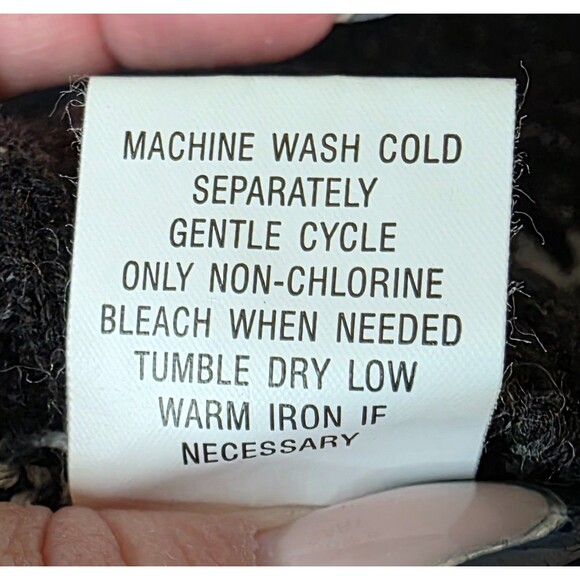 MACHINE WASH COLD
SEPARATELY
GENTLE CYCLE
ONLY NON-CHLORINE
BLEACH WHEN NEEDED
TUMBLE DRY LOW
WARM IRON IF
NECESSARY